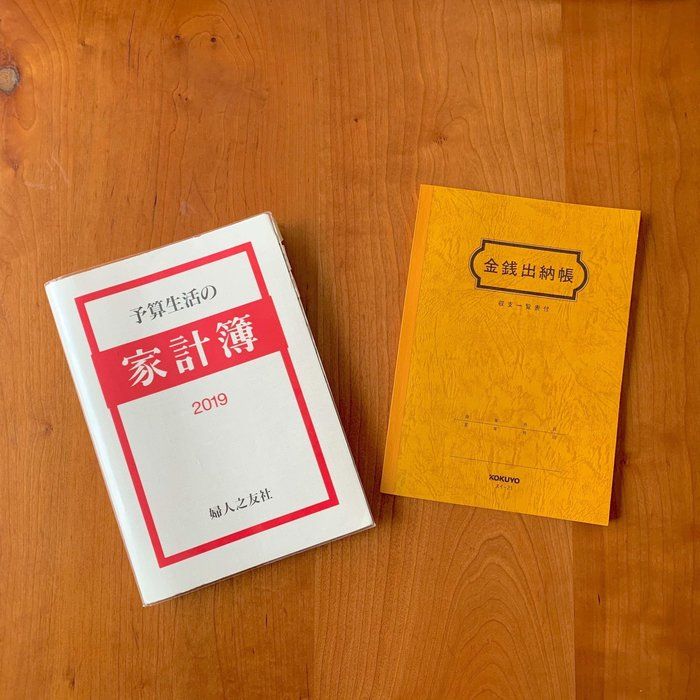 予算生活の
家計簿
2019
婦人之友社
金銭出納帳
収支一覧表付
KOKUYO